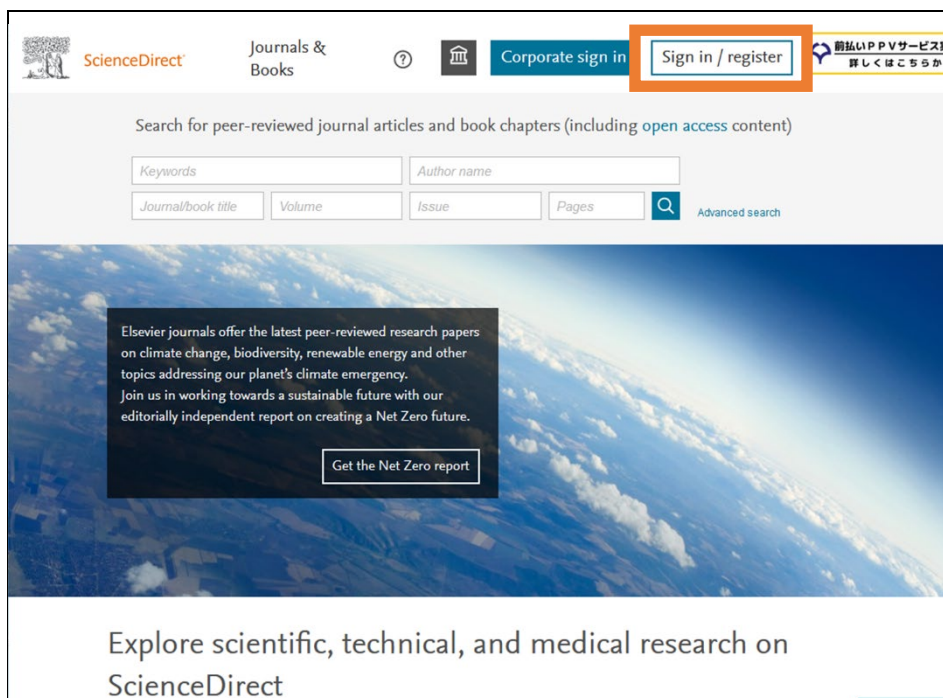 ScienceDirect
Journals &
Books
Corporate sign in
Sign in / register
前払いPPVサービス
詳しくはこちらか
Search for peer-reviewed journal articles and book chapters (including open access content)
Keywords
Author name
Journal/book title
Volume
Issue
Pages
Advanced search
Elsevier journals offer the latest peer-reviewed research papers
on climate change, biodiversity, renewable energy and other
topics addressing our planet's climate emergency.
Join us in working towards a sustainable future with our
editorially independent report on creating a Net Zero future.
Get the Net Zero report
Explore scientific, technical, and medical research on
ScienceDirect